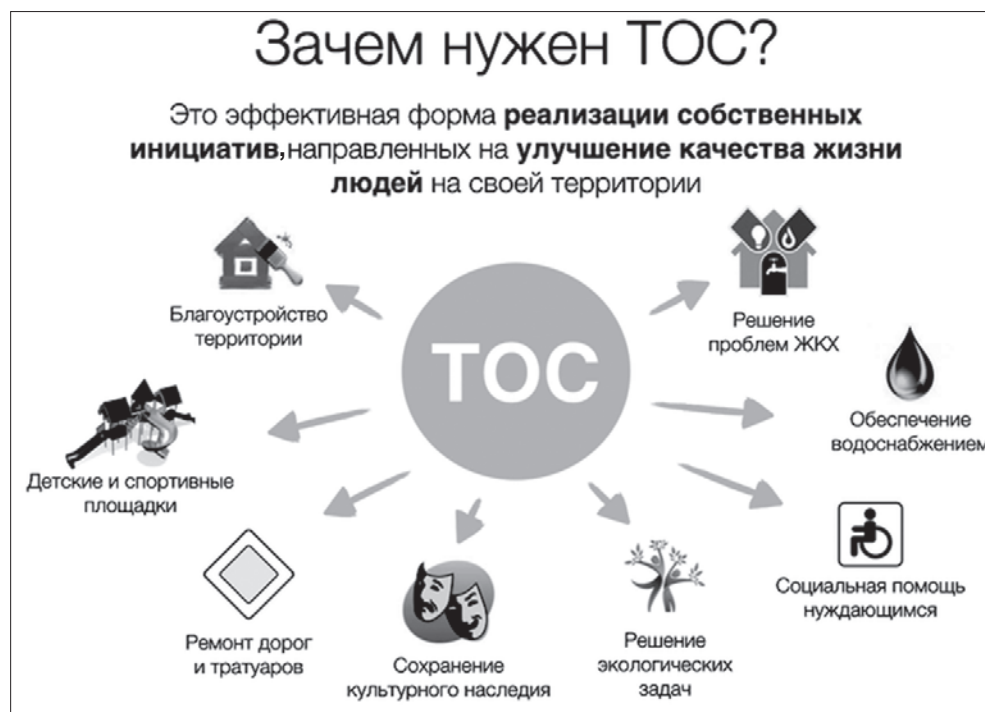 Зачем нужен ТОС?
Это эффективная форма реализации собственных
инициатив, направленных на улучшение качества жизни
людей на своей территории
Благоустройство
территории
Решение
проблем ЖКХ
ТОС
Обеспечение
водоснабжением
Детские и спортивные
площадки
Социальная помощь
нуждающимся
Ремонт дорог
и тратуаров
Сохранение
культурного наследия
Решение
экологических
задач